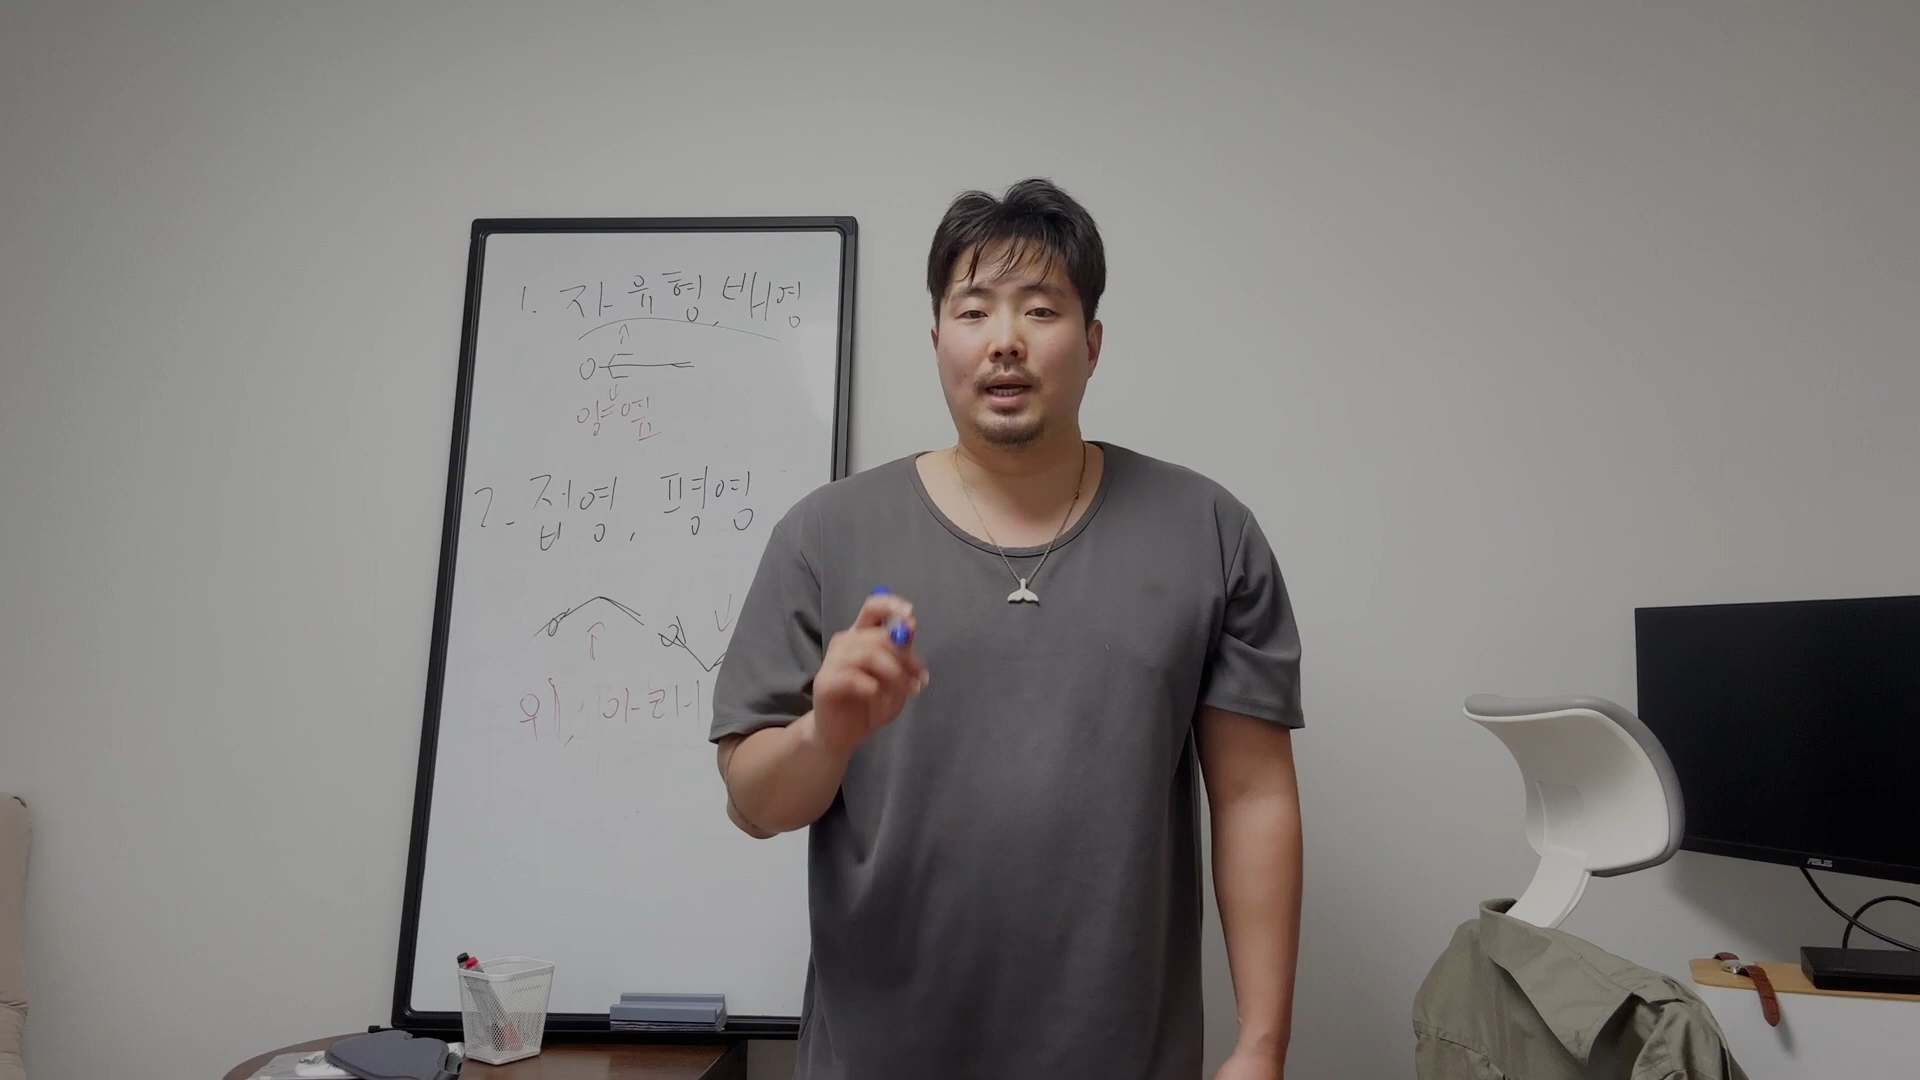 1. 자유형, 배영
양옆
2. 접영, 평영
위, 아래
ASUS